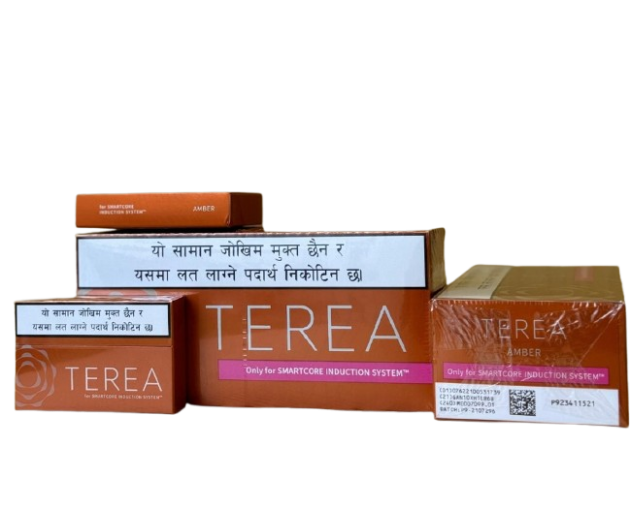 for SMARTCORE
INDUCTION SYSTEM™
AMBER
यो सामान जोखिम मुक्त छैन र
यसमा लत लाग्ने पदार्थ निकोटिन छ।
TEREA
Only for SMARTCORE INDUCTION SYSTEM™
यो सामान जोखिम मुक्त छैन र
यसमा लत लाग्ने पदार्थ निकोटिन छ।
TEREA
for SMARTCORE INDUCTION SYSTEM™
TEREA
AMBER
Only for SMARTCORE INDUCTION SYSTEM™
P923411521